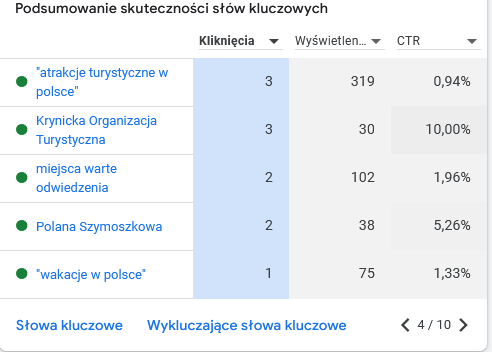 Podsumowanie skuteczności słów kluczowych
Kliknięcia Wyświetlen... CTR
"atrakcje turystyczne w
polsce" 3 319 0,94%
Krynicka Organizacja
Turystyczna 3 30 10,00%
miejsca warte
odwiedzenia 2 102 1,96%
Polana Szymoszkowa 2 38 5,26%
"wakacje w polsce" 1 75 1,33%
Słowa kluczowe Wykluczające słowa kluczowe 4 / 10